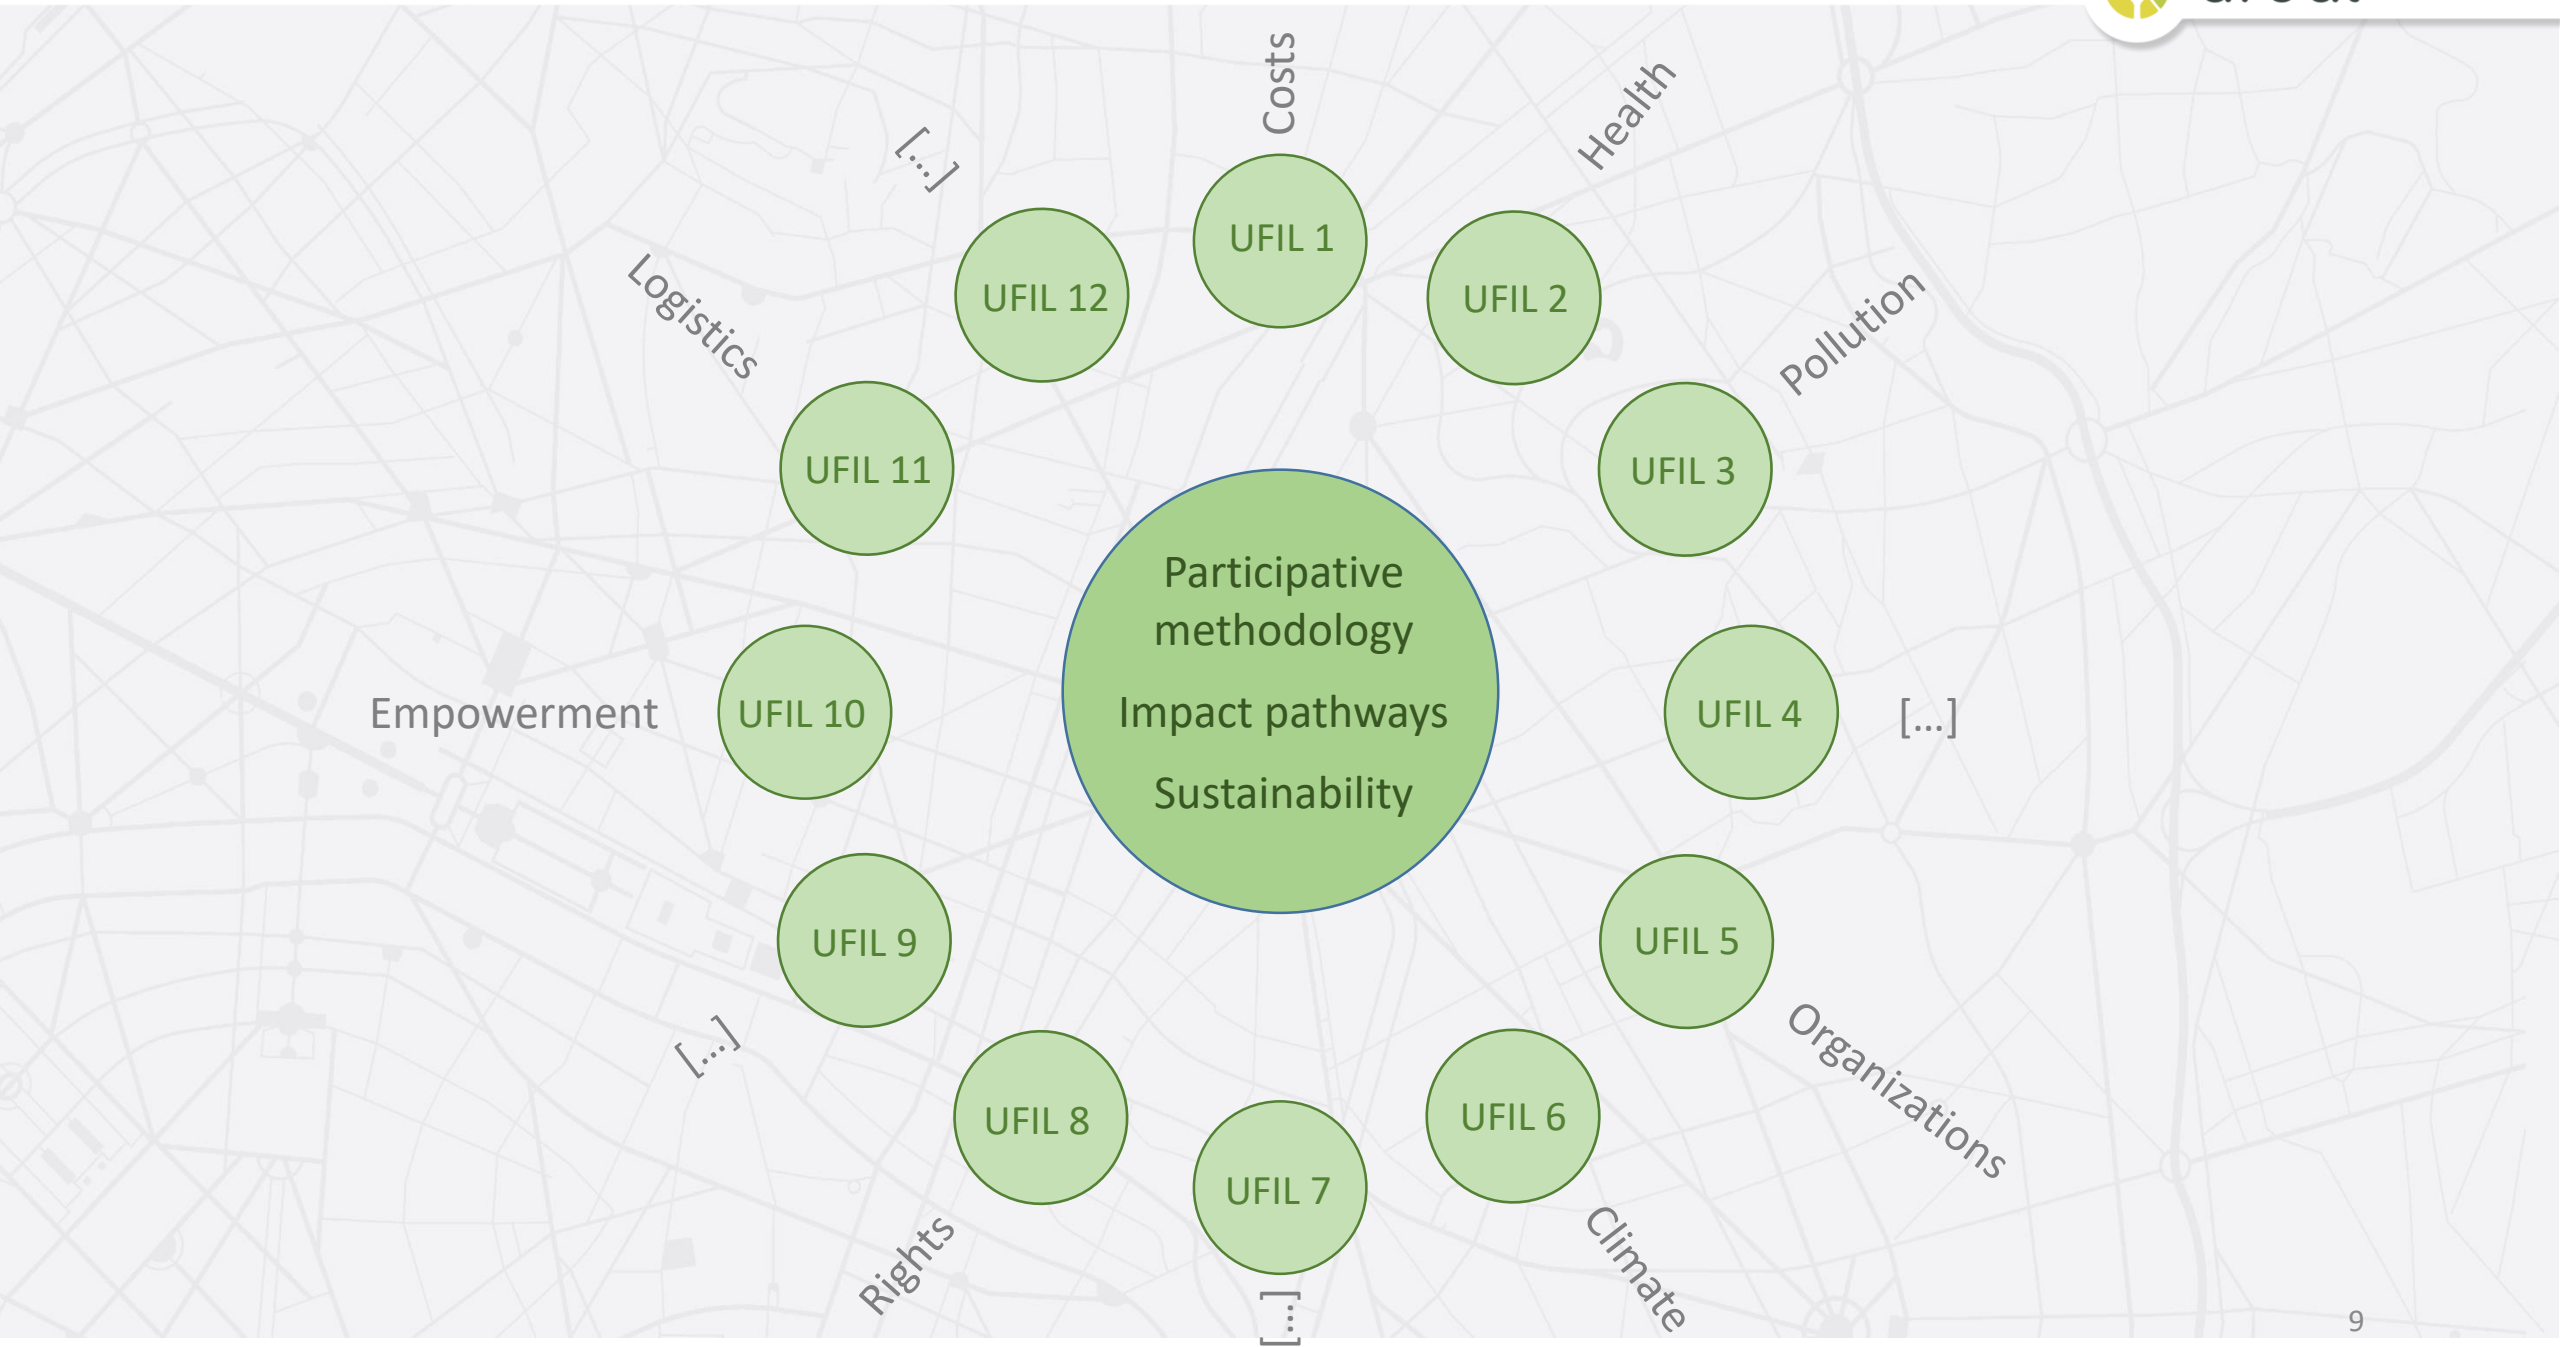 Costs
Health
[...]
UFIL 1
UFIL 12
UFIL 2
Logistics
Pollution
UFIL 11
UFIL 3
Participative
methodology
Impact pathways
Sustainability
Empowerment
UFIL 10
UFIL 4
[...]
UFIL 9
UFIL 5
[...]
Organizations
UFIL 8
UFIL 6
UFIL 7
Rights
Climate
[...]
9